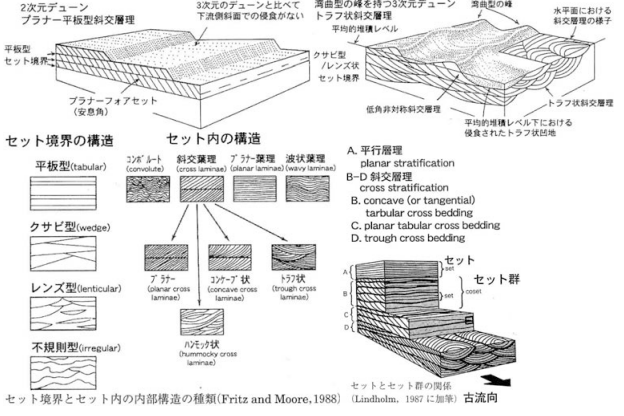 2次元デューン
プラナー平板型斜交層理
3次元のデューンと比べて
下流側斜面での侵食がない
平板型
セット境界
プラナーフォアセット
(安息角)
湾曲型の峰を持つ3次元デューン
トラフ状斜交層理
湾曲型の峰
水平面における
斜交層理の様子
平均的堆積レベル
クサビ型
/レンズ状
セット境界
低角非対称斜交層理
トラフ状斜交層理
平均的堆積レベル下における
侵食されたトラフ状凹地
セット境界の構造
平板型(tabular)
クサビ型(wedge)
レンズ型(lenticular)
不規則型(irregular)
セット内の構造
コンボルート
(convolute)
斜交葉理
(cross laminae)
プラナー葉理
(planar laminae)
波状葉理
(wavy laminae)
プラナー
(planar cross
laminae)
コンケーブ状
(concave cross
laminae)
トラフ状
(trough cross
laminae)
ハンモック状
(hummocky cross
laminae)
A. 平行層理
planar stratification
B-D 斜交層理
cross stratification
B. concave (or tangential)
tarbular cross bedding
C. planar tabular cross bedding
D. trough cross bedding
セット
set
セット群
coset
set
A
B
C
D
セットとセット群の関係
(Lindholm, 1987 に加筆)
古流向
セット境界とセット内の内部構造の種類(Fritz and Moore,1988)